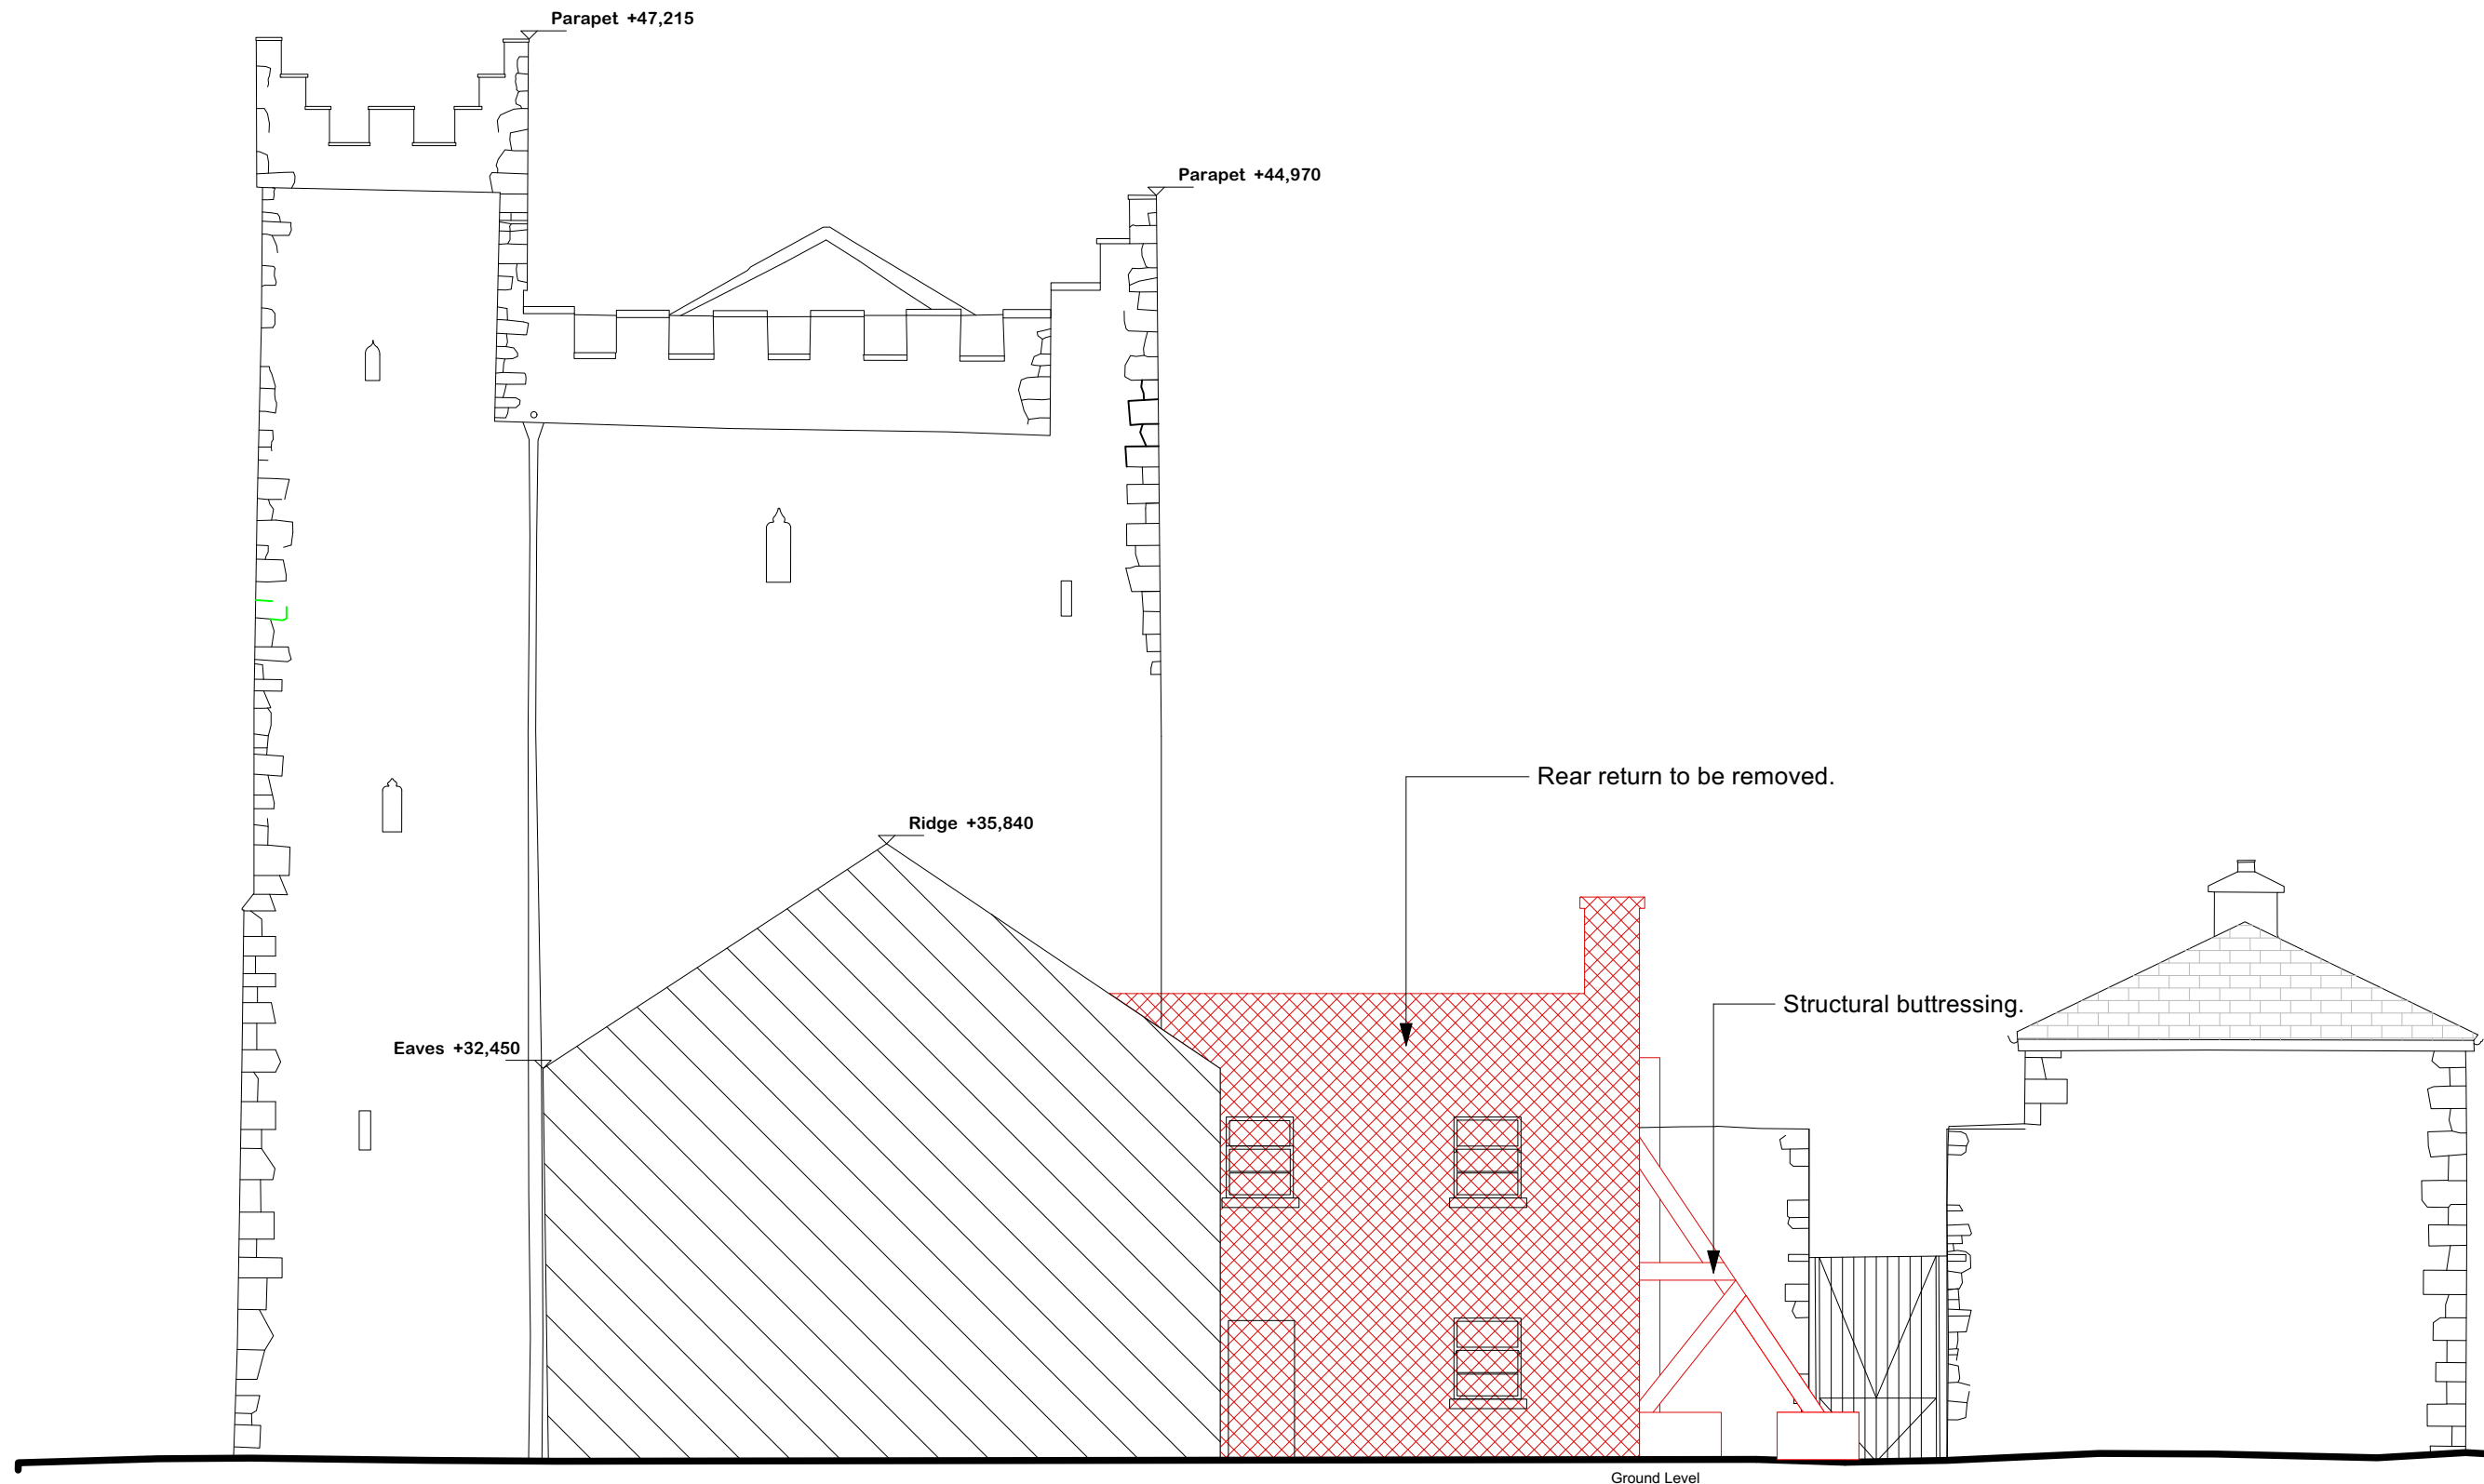 Parapet +47,215
Parapet +44,970
Rear return to be removed.
Ridge +35,840
Structural buttressing.
Eaves +32,450
Ground Level